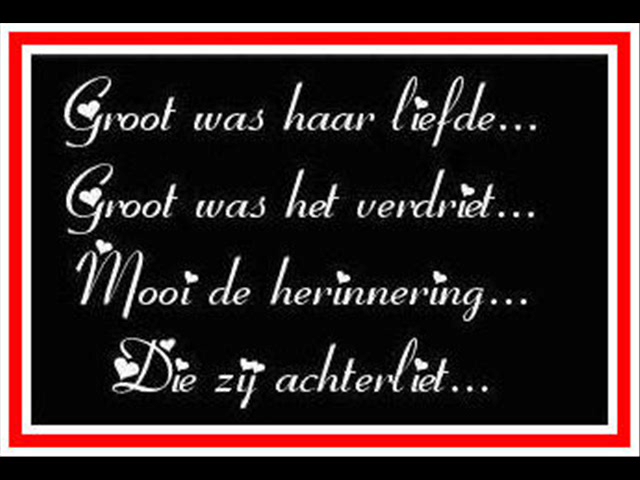 Groot was haar liefde...
Groot was het verdriet...
Mooi de herinnering...
Die zij achterliet...